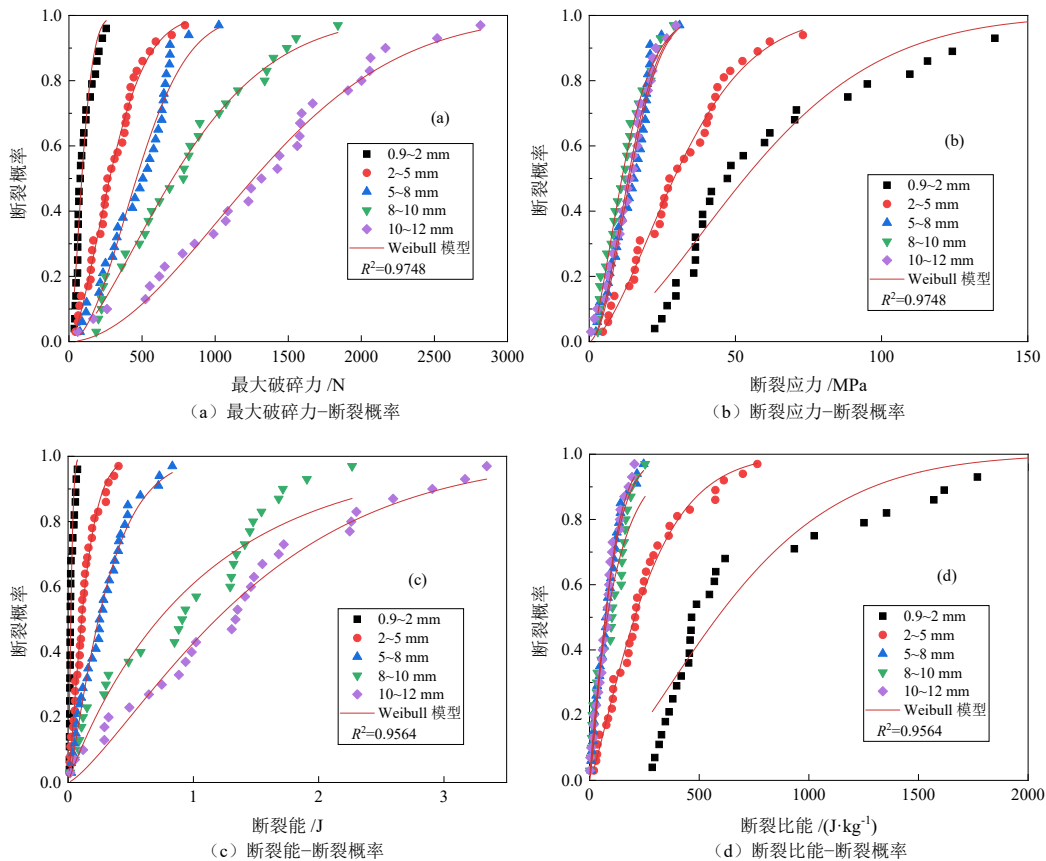 1.0
0.8
0.6
0.4
0.2
0.0
断裂概率
(a)
0.9~2 mm
2~5 mm
5~8 mm
8~10 mm
10~12 mm
Weibull 模型
R²=0.9748
0 500 1000 1500 2000 2500 3000
最大破碎力 /N
（a）最大破碎力−断裂概率
1.0
0.8
0.6
0.4
0.2
0.0
断裂概率
(b)
0.9~2 mm
2~5 mm
5~8 mm
8~10 mm
10~12 mm
Weibull 模型
R²=0.9748
0 50 100 150
断裂应力 /MPa
（b）断裂应力−断裂概率
1.0
0.8
0.6
0.4
0.2
0.0
断裂概率
(c)
0.9~2 mm
2~5 mm
5~8 mm
8~10 mm
10~12 mm
Weibull 模型
R²=0.9564
0 1 2 3
断裂能 /J
（c）断裂能−断裂概率
1.0
0.8
0.6
0.4
0.2
0.0
断裂概率
(d)
0.9~2 mm
2~5 mm
5~8 mm
8~10 mm
10~12 mm
Weibull 模型
R²=0.9564
0 500 1000 1500 2000
断裂比能 /(J·kg⁻¹)
（d）断裂比能−断裂概率